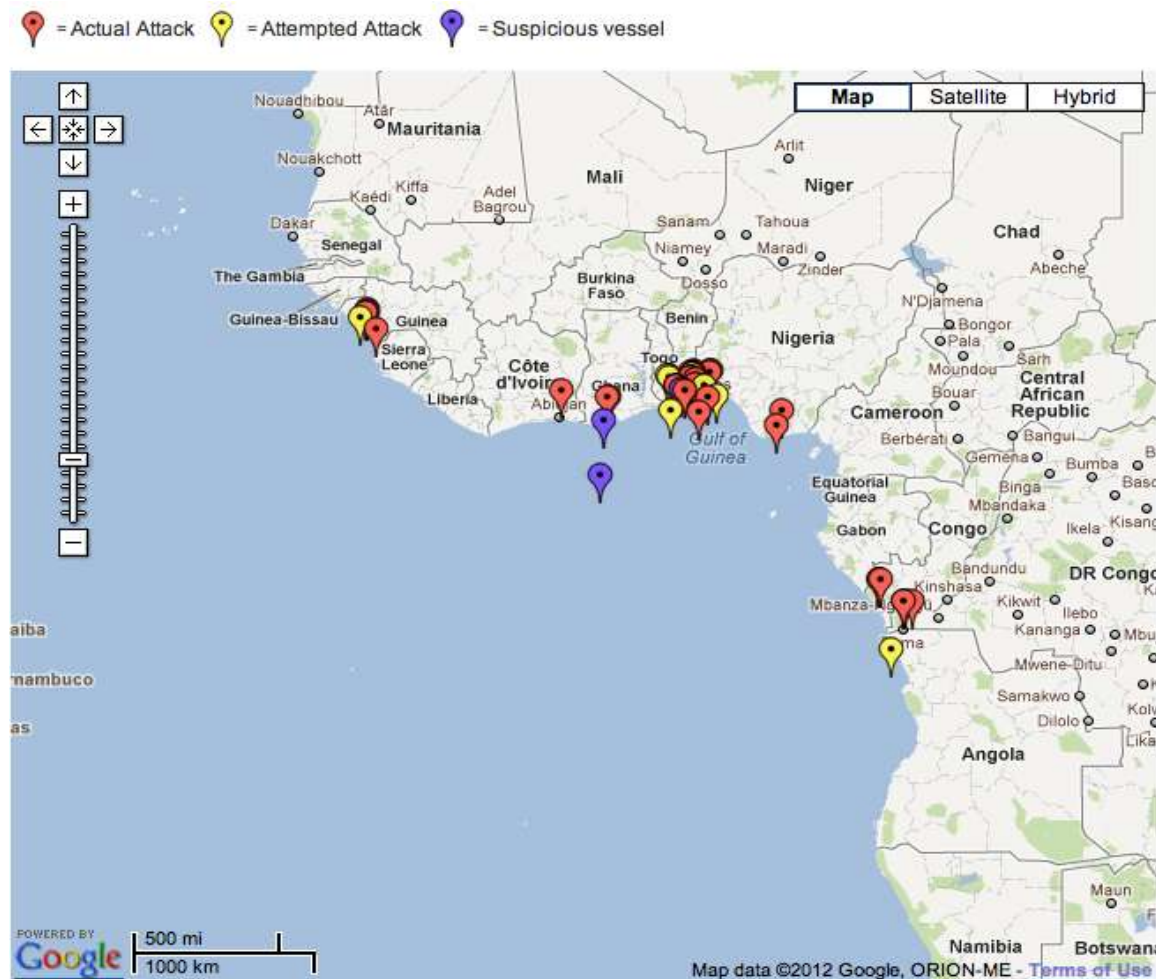 = Actual Attack = Attempted Attack = Suspicious vessel
Map Satellite Hybrid
Nouadhibou
Atâr
Mauritania
Arlit
Nouakchott
Mali
Niger
Kaédi
Kiffa
Adel
Bagrou
Sanam
Tahoua
Chad
Dakar
Senegal
Niamey
Maradi
Zinder
Abeche
The Gambia
Dosso
Burkina
Faso
N'Djamena
Guinea-Bissau
Guinea
Benin
Nigeria
Bongor
Pala
Sarh
Sierra
Leone
Togo
Moundou
Côte
d'Ivoire
Ghana
Central
African
Republic
Bouar
Liberia
Abidjan
Cameroon
Berbérati
Bangui
Gulf of
Guinea
Gemena
Bumba
Equatorial
Guinea
Binga
Mbandaka
Gabon
Congo
Ikela
Kisang
Bandundu
DR Congo
Kinshasa
Kikwit
Ilebo
Kananga
aiba
Mwene-Ditu
rnambuco
Samakwo
as
Dilolo
Angola
Maun
Namibia
Botswana
POWERED BY
Google
500 mi
1000 km
Map data ©2012 Google, ORION-ME - Terms of Use